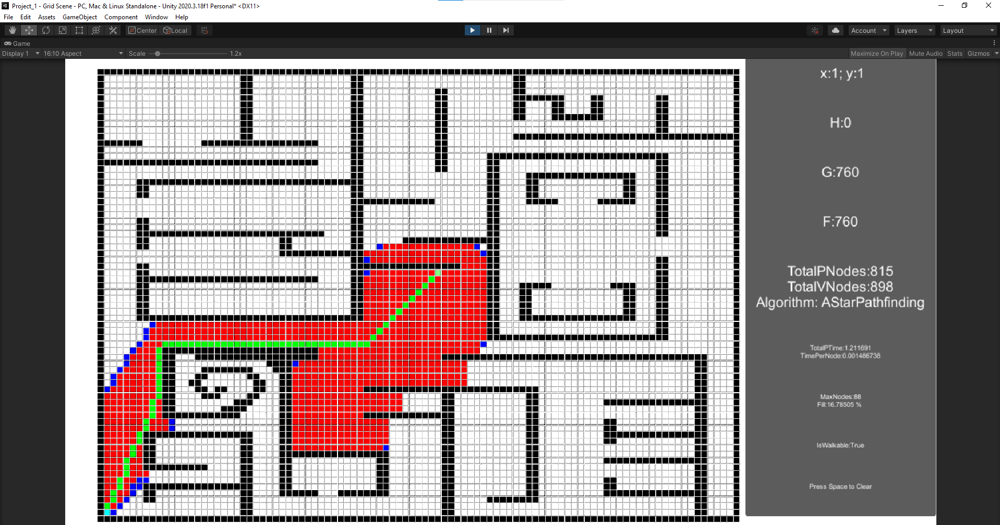 Project_1 - Grid Scene - PC, Mac & Linux Standalone - Unity 2020.3.18f1 Personal* <DX11>
File Edit Assets GameObject Component Window Help
Center Local Account Layers Layout
Game
Display 1 16:10 Aspect Scale 1.2x Maximize On Play Mute Audio Stats Gizmos
x:1; y:1
H:0
G:760
F:760
TotalPNodes:815
TotalVNodes:898
Algorithm: AStarPathfinding
TotalPTime:1.211691
TimePerNode:0.001486738
MaxNodes:88
Fill:16.78505 %
IsWalkable:True
Press Space to Clear